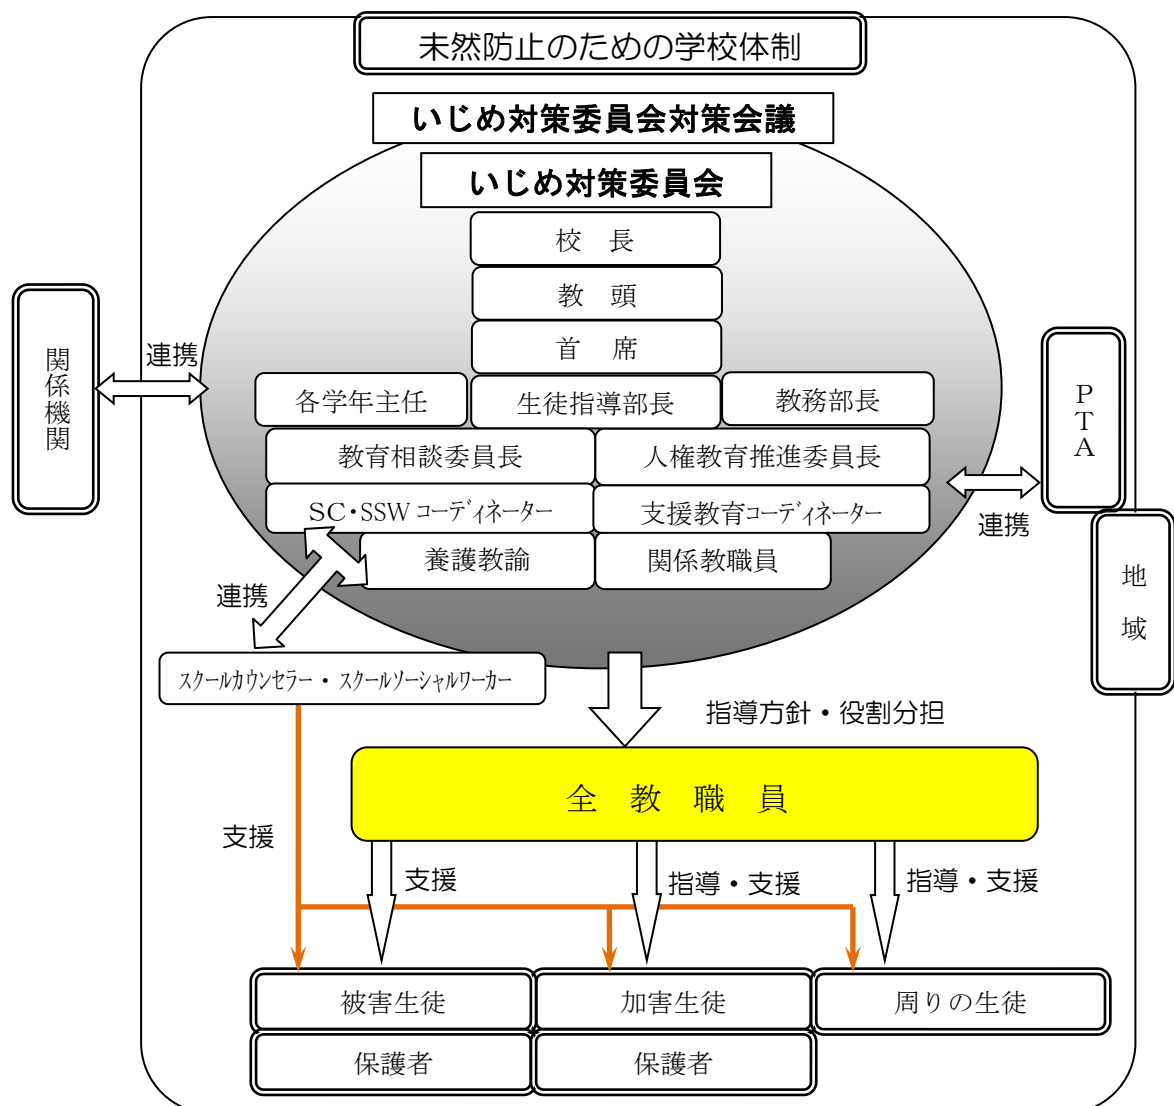 未然防止のための学校体制
いじめ対策委員会対策会議
いじめ対策委員会
校 長
教 頭
首 席
各学年主任
生徒指導部長
教務部長
教育相談委員長
人権教育推進委員長
SC・SSW コーディネーター
支援教育コーディネーター
養護教諭
関係教職員
関係機関
連携
PTA
連携
地域
連携
スクールカウンセラー・スクールソーシャルワーカー
指導方針・役割分担
全 教 職 員
支援
支援
指導・支援
指導・支援
被害生徒
加害生徒
周りの生徒
保護者
保護者